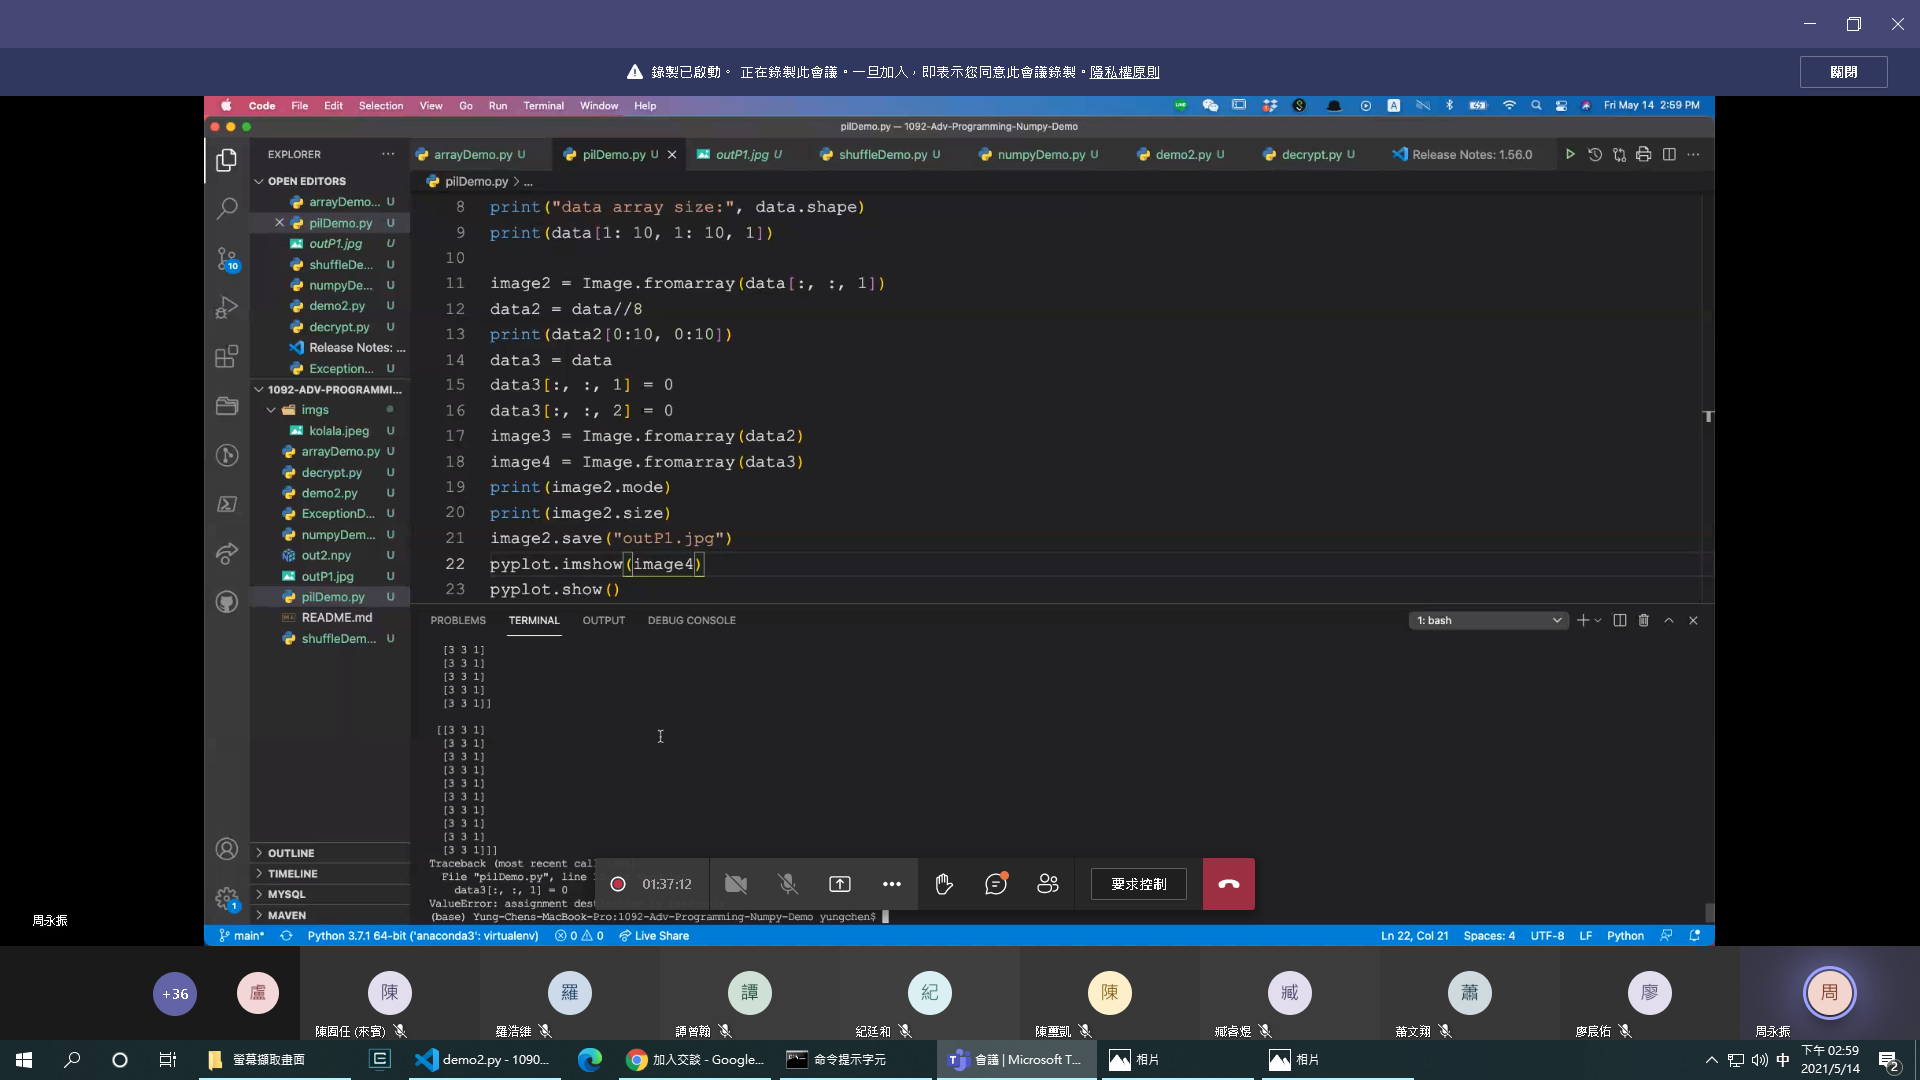 錄製已啟動。 正在錄製此會議。一旦加入，即表示您同意此會議錄製。隱私權原則
關閉
Code File Edit Selection View Go Run Terminal Window Help
Fri May 14 2:59 PM
pilDemo.py — 1092-Adv-Programming-Numpy-Demo
EXPLORER
arrayDemo.py U
pilDemo.py U
outP1.jpg U
shuffleDemo.py U
numpyDemo.py U
demo2.py U
decrypt.py U
Release Notes: 1.56.0
OPEN EDITORS
arrayDemo... U
pilDemo.py U
outP1.jpg U
shuffleDe... U
numpyDe... U
demo2.py U
decrypt.py U
Release Notes: ...
Exception... U
1092-ADV-PROGRAMMI...
imgs
kolala.jpeg U
arrayDemo.py U
decrypt.py U
demo2.py U
ExceptionD... U
numpyDem... U
out2.npy U
outP1.jpg U
pilDemo.py U
README.md
shuffleDem... U
OUTLINE
TIMELINE
MYSQL
MAVEN
10
1
pilDemo.py > ...
8 print("data array size:", data.shape)
9 print(data[1: 10, 1: 10, 1])
10
11 image2 = Image.fromarray(data[:, :, 1])
12 data2 = data//8
13 print(data2[0:10, 0:10])
14 data3 = data
15 data3[:, :, 1] = 0
16 data3[:, :, 2] = 0
17 image3 = Image.fromarray(data2)
18 image4 = Image.fromarray(data3)
19 print(image2.mode)
20 print(image2.size)
21 image2.save("outP1.jpg")
22 pyplot.imshow(image4)
23 pyplot.show()
PROBLEMS TERMINAL OUTPUT DEBUG CONSOLE
1: bash
[3 3 1]
[3 3 1]
[3 3 1]
[3 3 1]
[3 3 1]]
[[3 3 1]
[3 3 1]
[3 3 1]
[3 3 1]
[3 3 1]
[3 3 1]
[3 3 1]
[3 3 1]
[3 3 1]
[3 3 1]]]
Traceback (most recent cal
File "pilDemo.py", line
data3[:, :, 1] = 0
ValueError: assignment des
(base) Yung-Chens-MacBook-Pro:1092-Adv-Programming-Numpy-Demo yungchen$
01:37:12
要求控制
main* Python 3.7.1 64-bit ('anaconda3': virtualenv) 0 0 Live Share
Ln 22, Col 21 Spaces: 4 UTF-8 LF Python
周永振
+36 盧 陳 羅 譚 紀 陳 臧 蕭 廖 周
羅浩維 譚曾翰 紀廷和 臧睿煜 蕭文翔 廖宸佑 周永振
螢幕擷取畫面
demo2.py - 1090...
加入交談 - Google...
命令提示字元
會議 | Microsoft T...
相片
相片
中
下午 02:59
2021/5/14
2